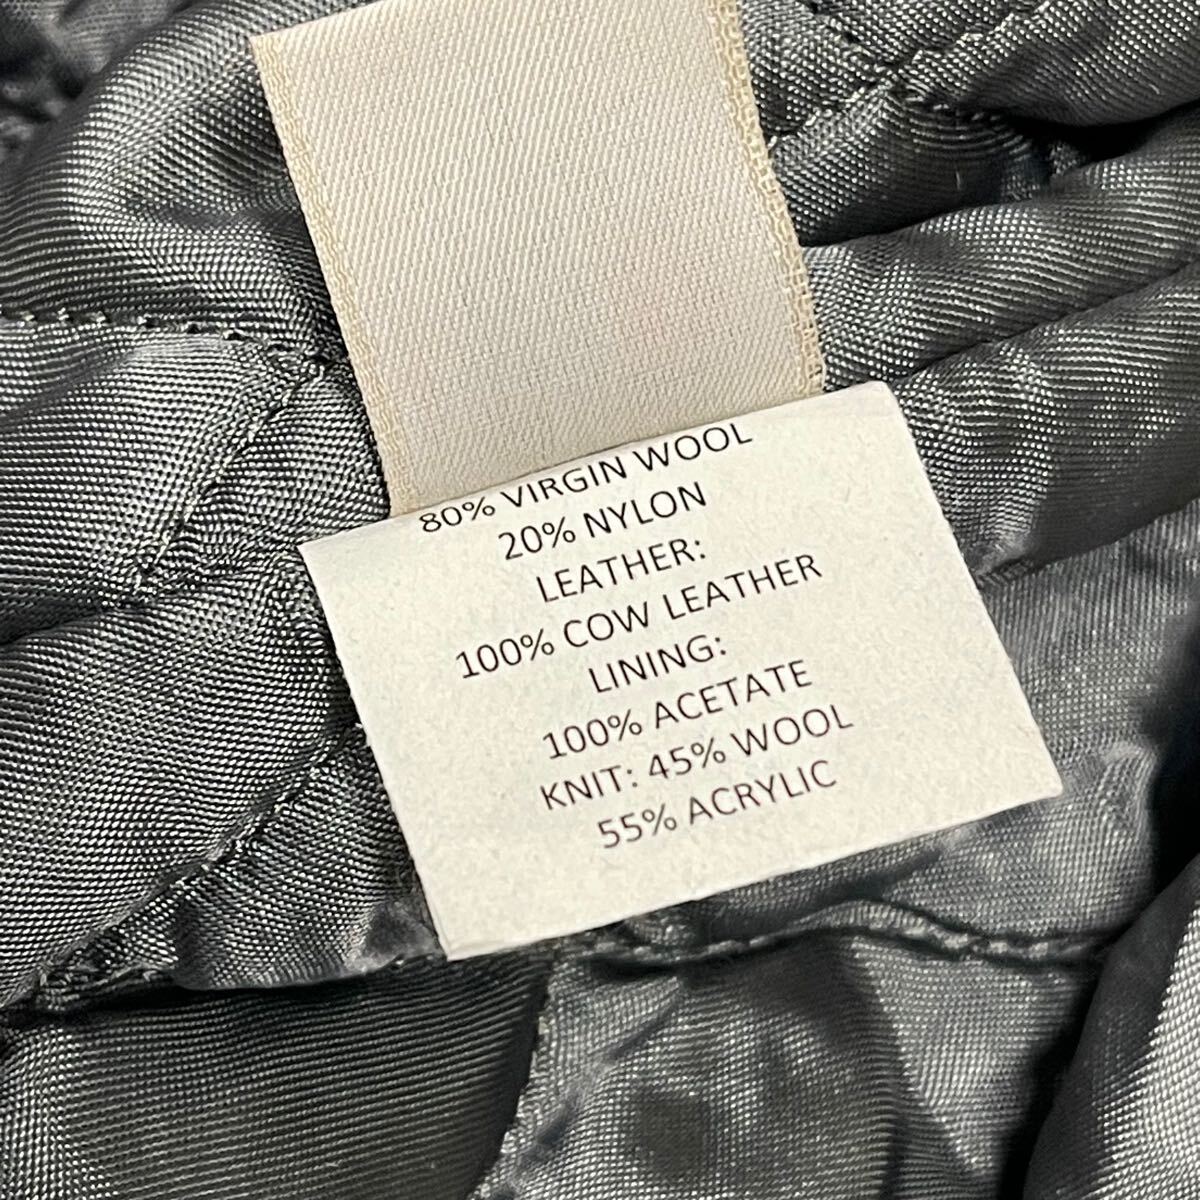 80% VIRGIN WOOL
20% NYLON
LEATHER:
100% COW LEATHER
LINING:
100% ACETATE
KNIT: 45% WOOL
55% ACRYLIC